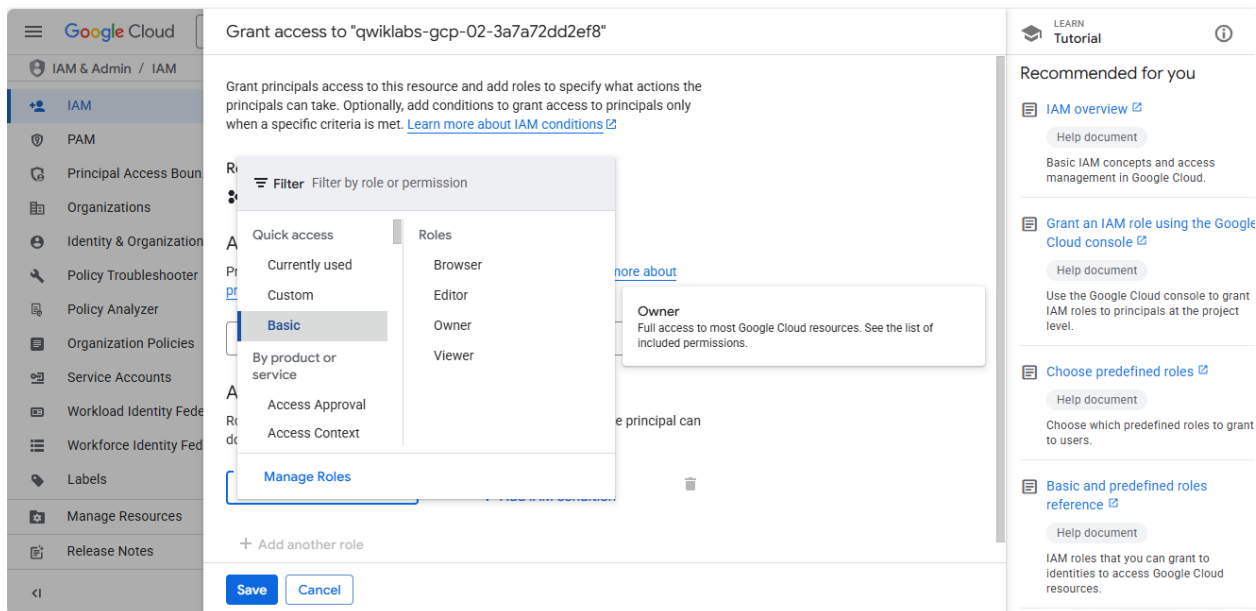 Google Cloud
IAM & Admin / IAM
IAM
PAM
Principal Access Boun
Organizations
Identity & Organization
Policy Troubleshooter
Policy Analyzer
Organization Policies
Service Accounts
Workload Identity Fede
Workforce Identity Fed
Labels
Manage Resources
Release Notes
Grant access to "qwiklabs-gcp-02-3a7a72dd2ef8"
Grant principals access to this resource and add roles to specify what actions the
principals can take. Optionally, add conditions to grant access to principals only
when a specific criteria is met. Learn more about IAM conditions
Filter Filter by role or permission
Quick access
Currently used
Custom
Basic
By product or
service
Access Approval
Access Context
Roles
Browser
Editor
Owner
Viewer
Manage Roles
more about
Owner
Full access to most Google Cloud resources. See the list of
included permissions.
e principal can
Add another role
Save
Cancel
LEARN
Tutorial
Recommended for you
IAM overview
Help document
Basic IAM concepts and access
management in Google Cloud.
Grant an IAM role using the Google
Cloud console
Help document
Use the Google Cloud console to grant
IAM roles to principals at the project
level.
Choose predefined roles
Help document
Choose which predefined roles to grant
to users.
Basic and predefined roles
reference
Help document
IAM roles that you can grant to
identities to access Google Cloud
resources.